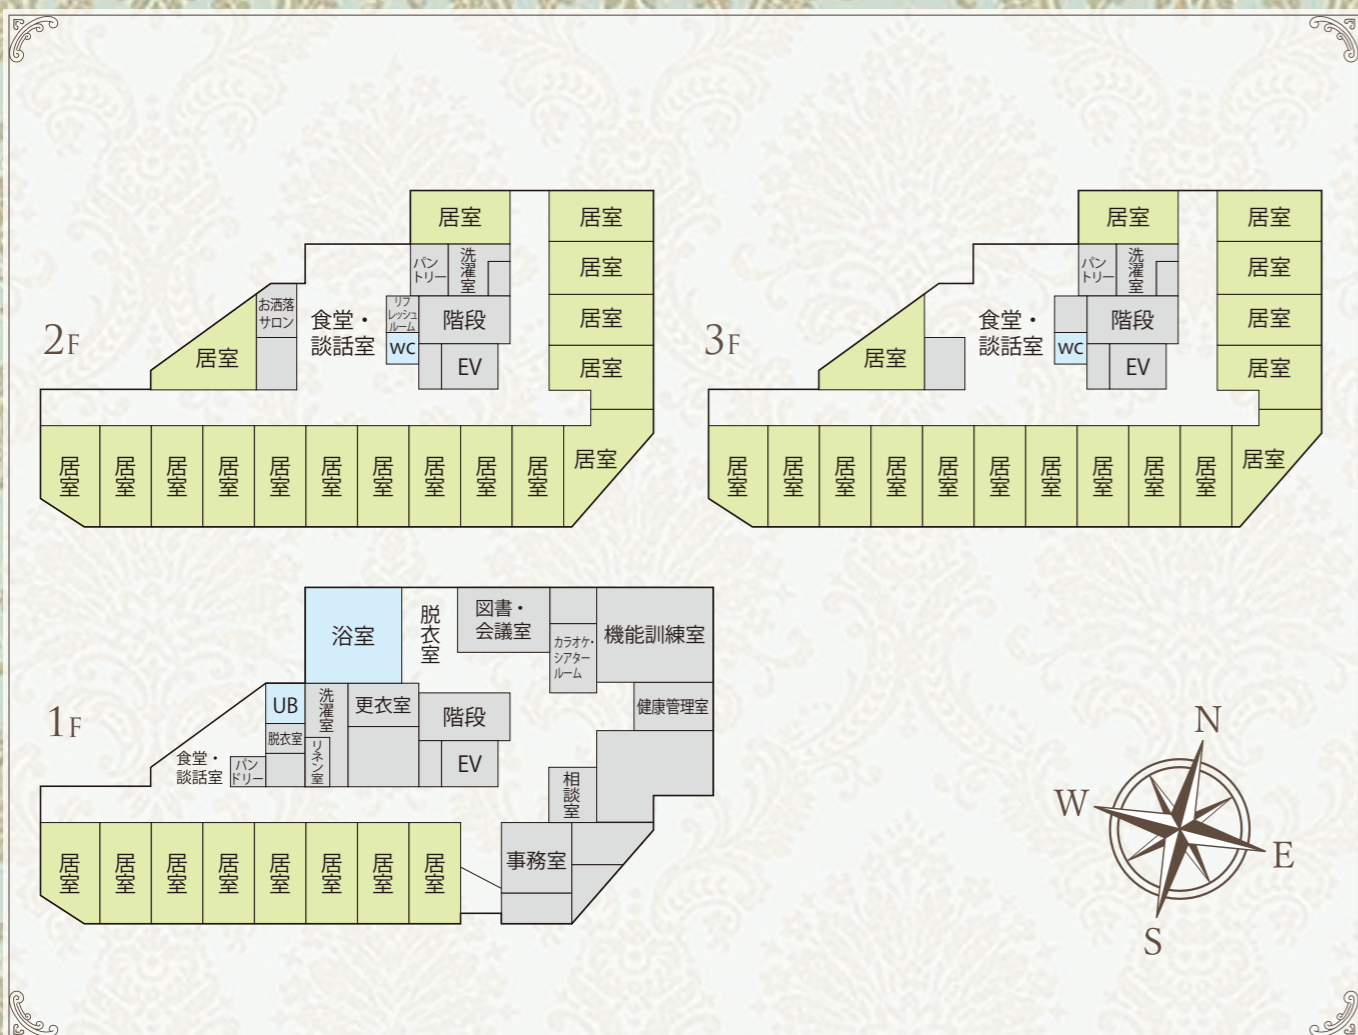 2F
居室
居室
パン
トリー
洗濯室
居室
お洒落
サロン
食堂・
談話室
リフ
レッシュ
ルーム
階段
居室
居室
wc
EV
居室
居室
居室
居室
居室
居室
居室
居室
居室
居室
居室
居室
居室
3F
居室
居室
パン
トリー
洗濯室
居室
食堂・
談話室
階段
居室
居室
wc
EV
居室
居室
居室
居室
居室
居室
居室
居室
居室
居室
居室
居室
居室
1F
浴室
脱衣室
図書・
会議室
カラオケ・
シアター
ルーム
機能訓練室
UB
洗濯室
更衣室
階段
健康管理室
脱衣室
食堂・
談話室
パン
ドリー
リネン室
EV
相談室
居室
居室
居室
居室
居室
居室
居室
居室
事務室
N
W
E
S